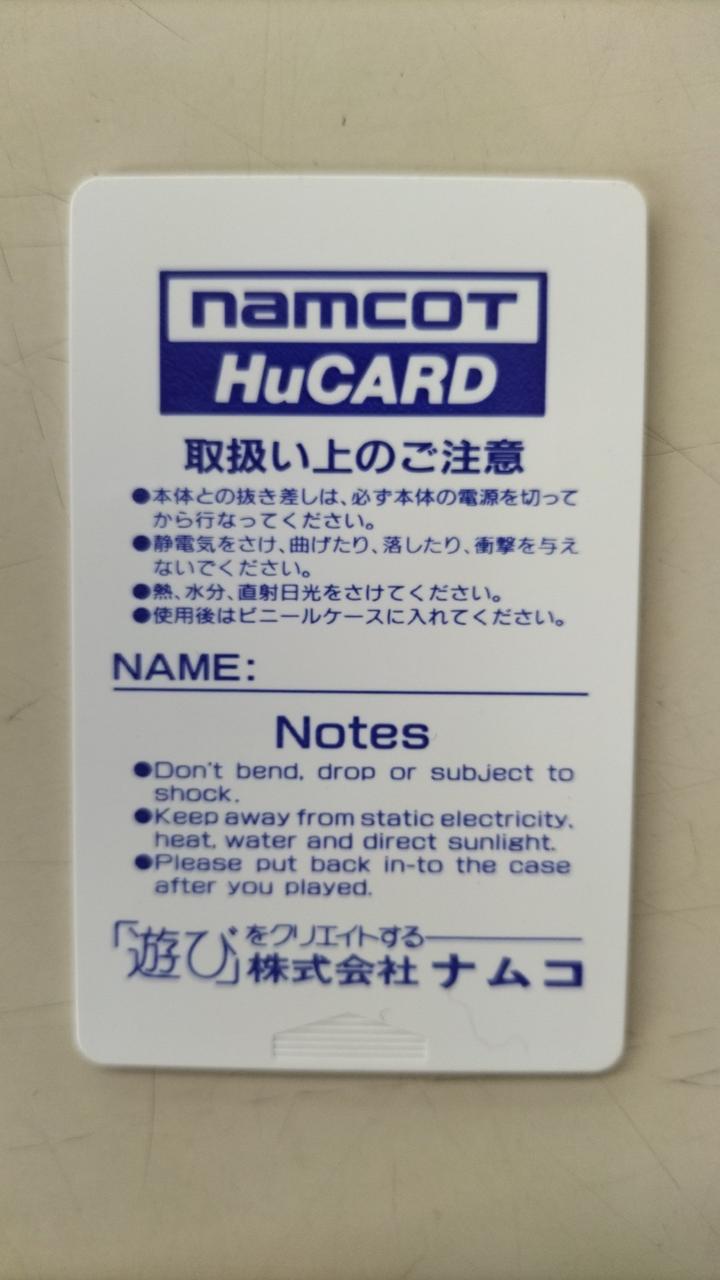 namcoT
HuCARD
取扱い上のご注意
●本体との抜き差しは、必ず本体の電源を切って
から行なってください。
●静電気をさけ、曲げたり、落したり、衝撃を与え
ないでください。
●熱、水分、直射日光をさけてください。
●使用後はビニールケースに入れてください。
NAME:
Notes
●Don't bend, drop or subject to
shock.
●Keep away from static electricity,
heat, water and direct sunlight.
●Please put back in-to the case
after you played.
「遊び」をクリエイトする
株式会社 ナムコ